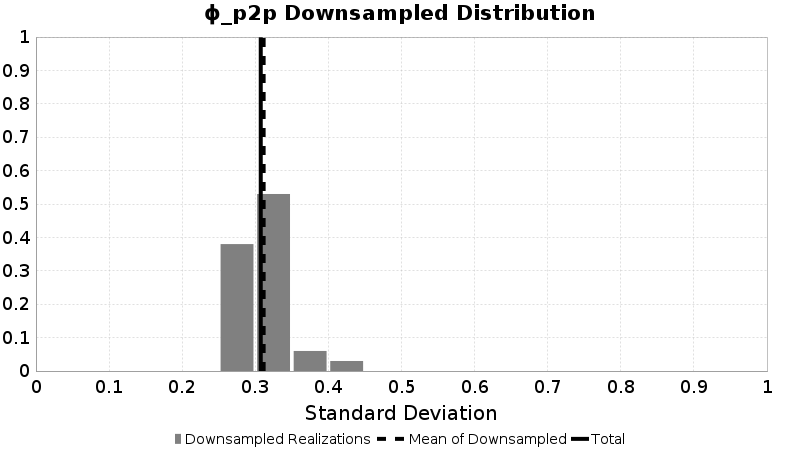 ϕ_p2p Downsampled Distribution
1
0.9
0.8
0.7
0.6
0.5
0.4
0.3
0.2
0.1
0
0 0.1 0.2 0.3 0.4 0.5 0.6 0.7 0.8 0.9 1
Standard Deviation
Downsampled Realizations Mean of Downsampled Total